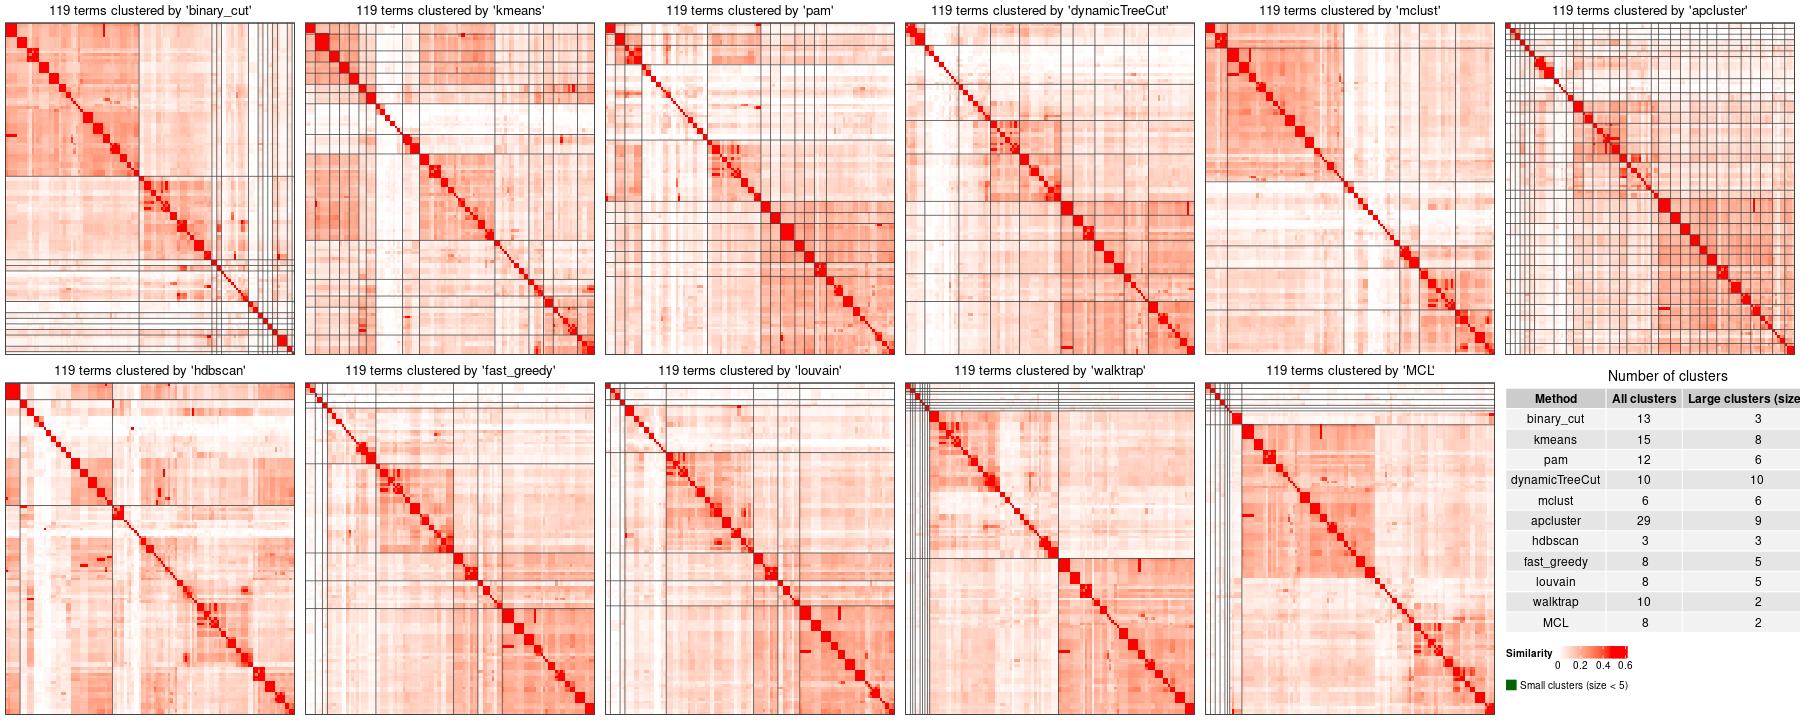 119 terms clustered by 'binary_cut'
119 terms clustered by 'kmeans'
119 terms clustered by 'pam'
119 terms clustered by 'dynamicTreeCut'
119 terms clustered by 'mclust'
119 terms clustered by 'apcluster'
119 terms clustered by 'hdbscan'
119 terms clustered by 'fast_greedy'
119 terms clustered by 'louvain'
119 terms clustered by 'walktrap'
119 terms clustered by 'MCL'
Number of clusters
Method All clusters Large clusters (size
binary_cut 13 3
kmeans 15 8
pam 12 6
dynamicTreeCut 10 10
mclust 6 6
apcluster 29 9
hdbscan 3 3
fast_greedy 8 5
louvain 8 5
walktrap 10 2
MCL 8 2
Similarity
0 0.2 0.4 0.6
Small clusters (size < 5)